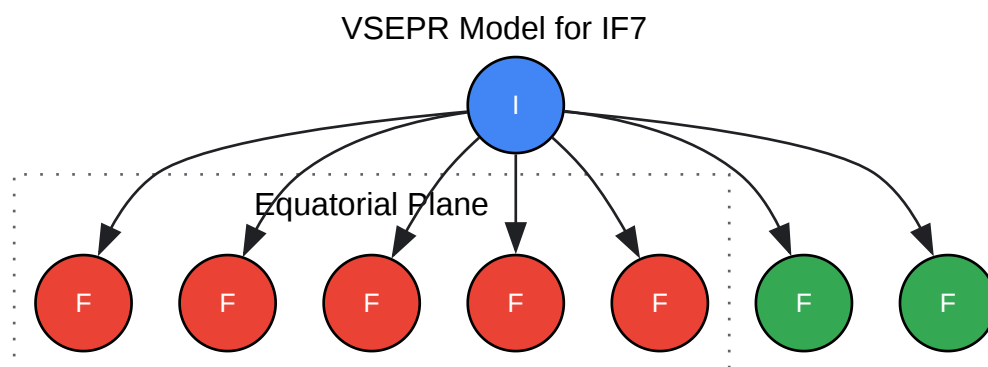 VSEPR Model for IF7
I
Equatorial Plane
F F F F F F F